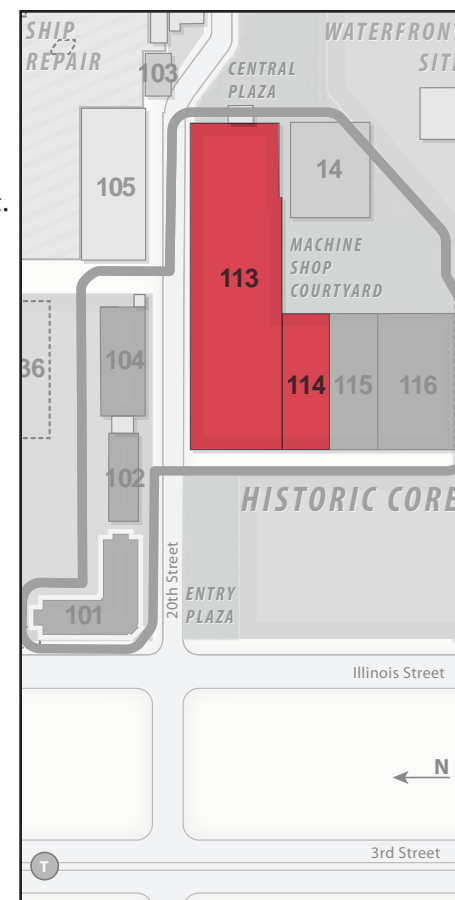 SHIP
REPAIR
WATERFRONT
SITE
103
CENTRAL
PLAZA
105
14
t.
113
MACHINE
SHOP
COURTYARD
36
104
114
115
116
102
HISTORIC CORE
20th Street
ENTRY
PLAZA
101
Illinois Street
N
3rd Street
T